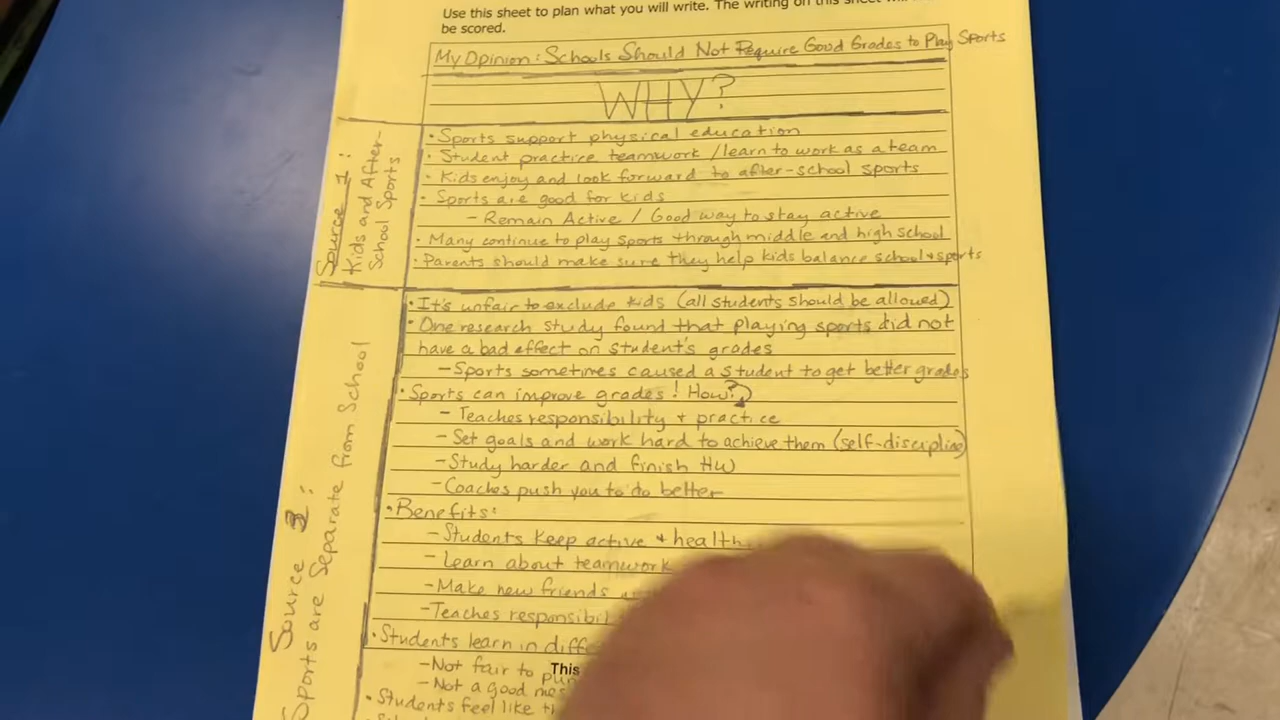 Use this sheet to plan what you will write. The writing on this sheet will
be scored.
My Opinion: Schools Should Not Require Good Grades to Play Sports
WHY?
Source 1:
Kids and After-
School Sports
• Sports support physical education
• Student practice teamwork / learn to work as a team
• Kids enjoy and look forward to after-school sports
• Sports are good for kids
- Remain Active / Good way to stay active
• Many continue to play sports through middle and high school
• Parents should make sure they help kids balance school + sports
Source 3:
Sports are Separate from School
• It's unfair to exclude kids (all students should be allowed)
• One research study found that playing sports did not
have a bad effect on student's grades
- Sports sometimes caused a student to get better grades
• Sports can improve grades! How?
- Teaches responsibility + practice
- Set goals and work hard to achieve them (self-discipline)
- Study harder and finish HW
- Coaches push you to do better
• Benefits:
- Students keep active + health
- Learn about teamwork
- Make new friends
- Teaches responsibil
• Students learn in diffe
- Not fair to pun
This
- Not a good mes
• Students feel like th